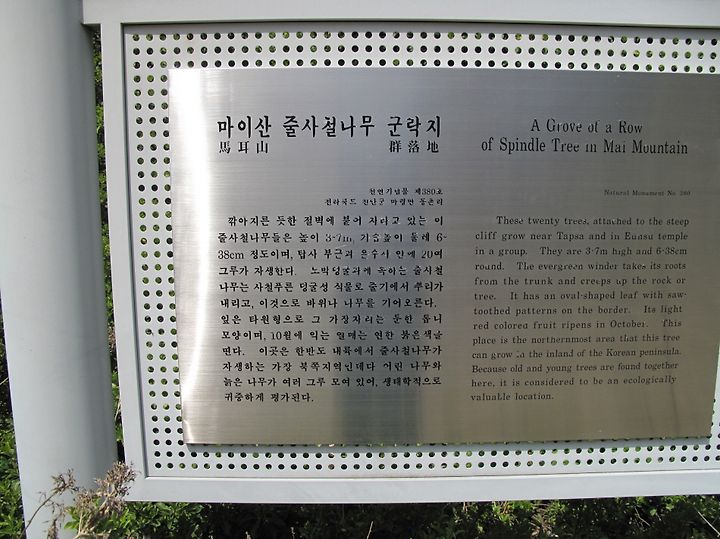 마이산 줄사철나무 군락지
馬耳山 群落地
천연기념물 제380호
전라북도 진안군 마령면 동촌리
깎아지른 듯한 절벽에 붙어 자라고 있는 이
줄사철나무들은 높이 3-7m, 가슴높이 둘레 6-
38cm 정도이며, 탑사 부근과 은수사 안에 20여
그루가 자생한다. 노박덩굴과에 속하는 줄사철
나무는 사철푸른 덩굴성 식물로 줄기에서 뿌리가
내리고, 이것으로 바위나 나무를 기어오른다.
잎은 타원형으로 그 가장자리는 둔한 톱니
모양이며, 10월에 익는 열매는 연한 붉은색을
띤다. 이곳은 한반도 내륙에서 줄사철나무가
자생하는 가장 북쪽지역인데다 어린 나무와
늙은 나무가 여러 그루 모여 있어, 생태학적으로
귀중하게 평가된다.
A Grove of a Row
of Spindle Tree in Mai Mountain
Natural Monument No. 380
These twenty trees, attached to the steep
cliff grow near Tapsa and in Eunsu temple
in a group. They are 3-7m high and 6-38cm
round. The evergreen winder takes its roots
from the trunk and creeps up the rock or
tree. It has an oval-shaped leaf with saw-
toothed patterns on the border. Its light
red colored fruit ripens in October. This
place is the northernmost area that this tree
can grow in the inland of the Korean peninsula.
Because old and young trees are found together
here, it is considered to be an ecologically
valuable location.